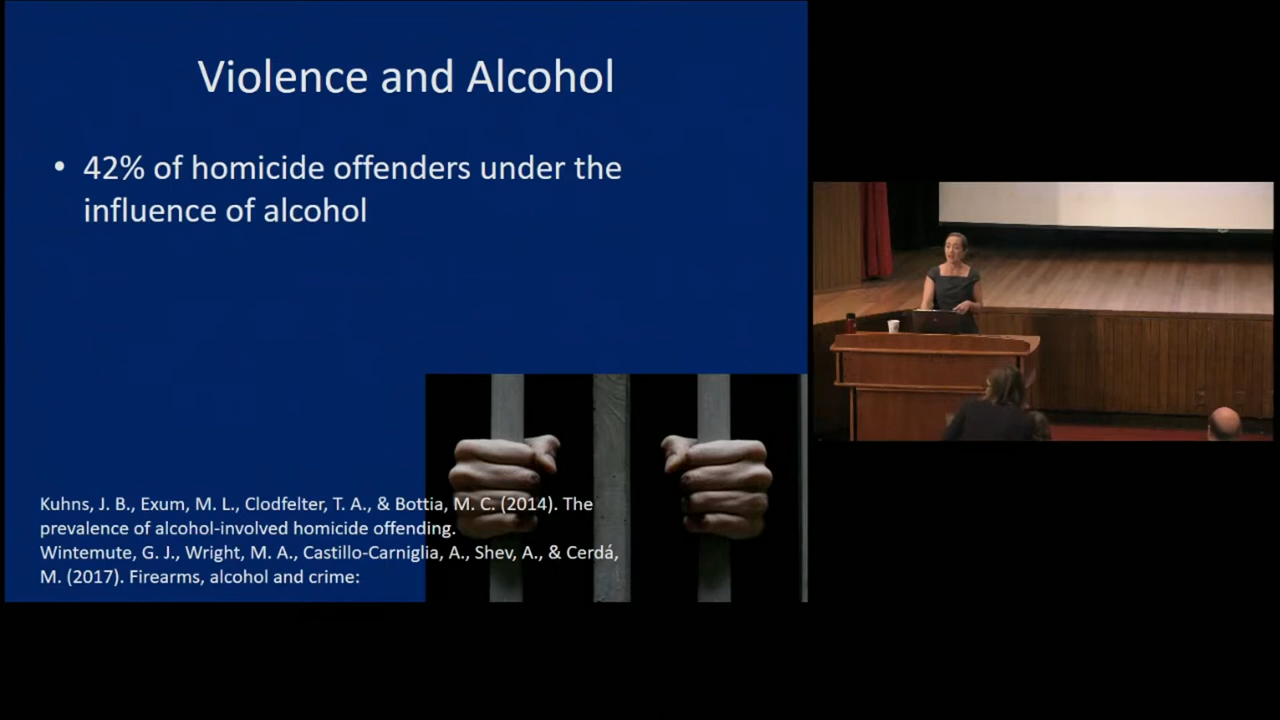 Violence and Alcohol
• 42% of homicide offenders under the
influence of alcohol
Kuhns, J. B., Exum, M. L., Clodfelter, T. A., & Bottia, M. C. (2014). The
prevalence of alcohol-involved homicide offending.
Wintemute, G. J., Wright, M. A., Castillo-Carniglia, A., Shev, A., & Cerdá,
M. (2017). Firearms, alcohol and crime: